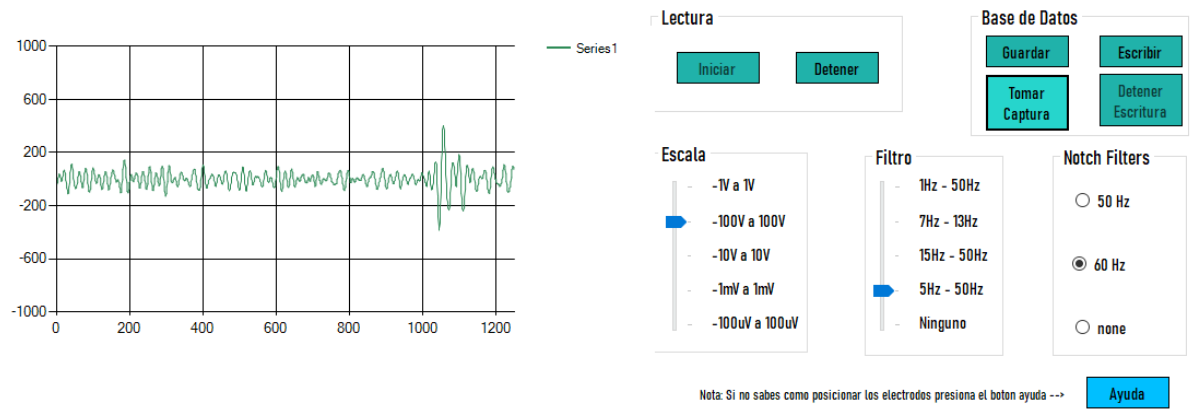 1000
600
200
-200
-600
-1000
0
200
400
600
800
1000
1200
Series1
Lectura
Iniciar
Detener
Base de Datos
Guardar
Escribir
Tomar
Captura
Detener
Escritura
Escala
-1V a 1V
-100V a 100V
-10V a 10V
-1mV a 1mV
-100uV a 100uV
Filtro
1Hz - 50Hz
7Hz - 13Hz
15Hz - 50Hz
5Hz - 50Hz
Ninguno
Notch Filters
50 Hz
60 Hz
none
Nota: Si no sabes como posicionar los electrodos presiona el boton ayuda -->
Ayuda